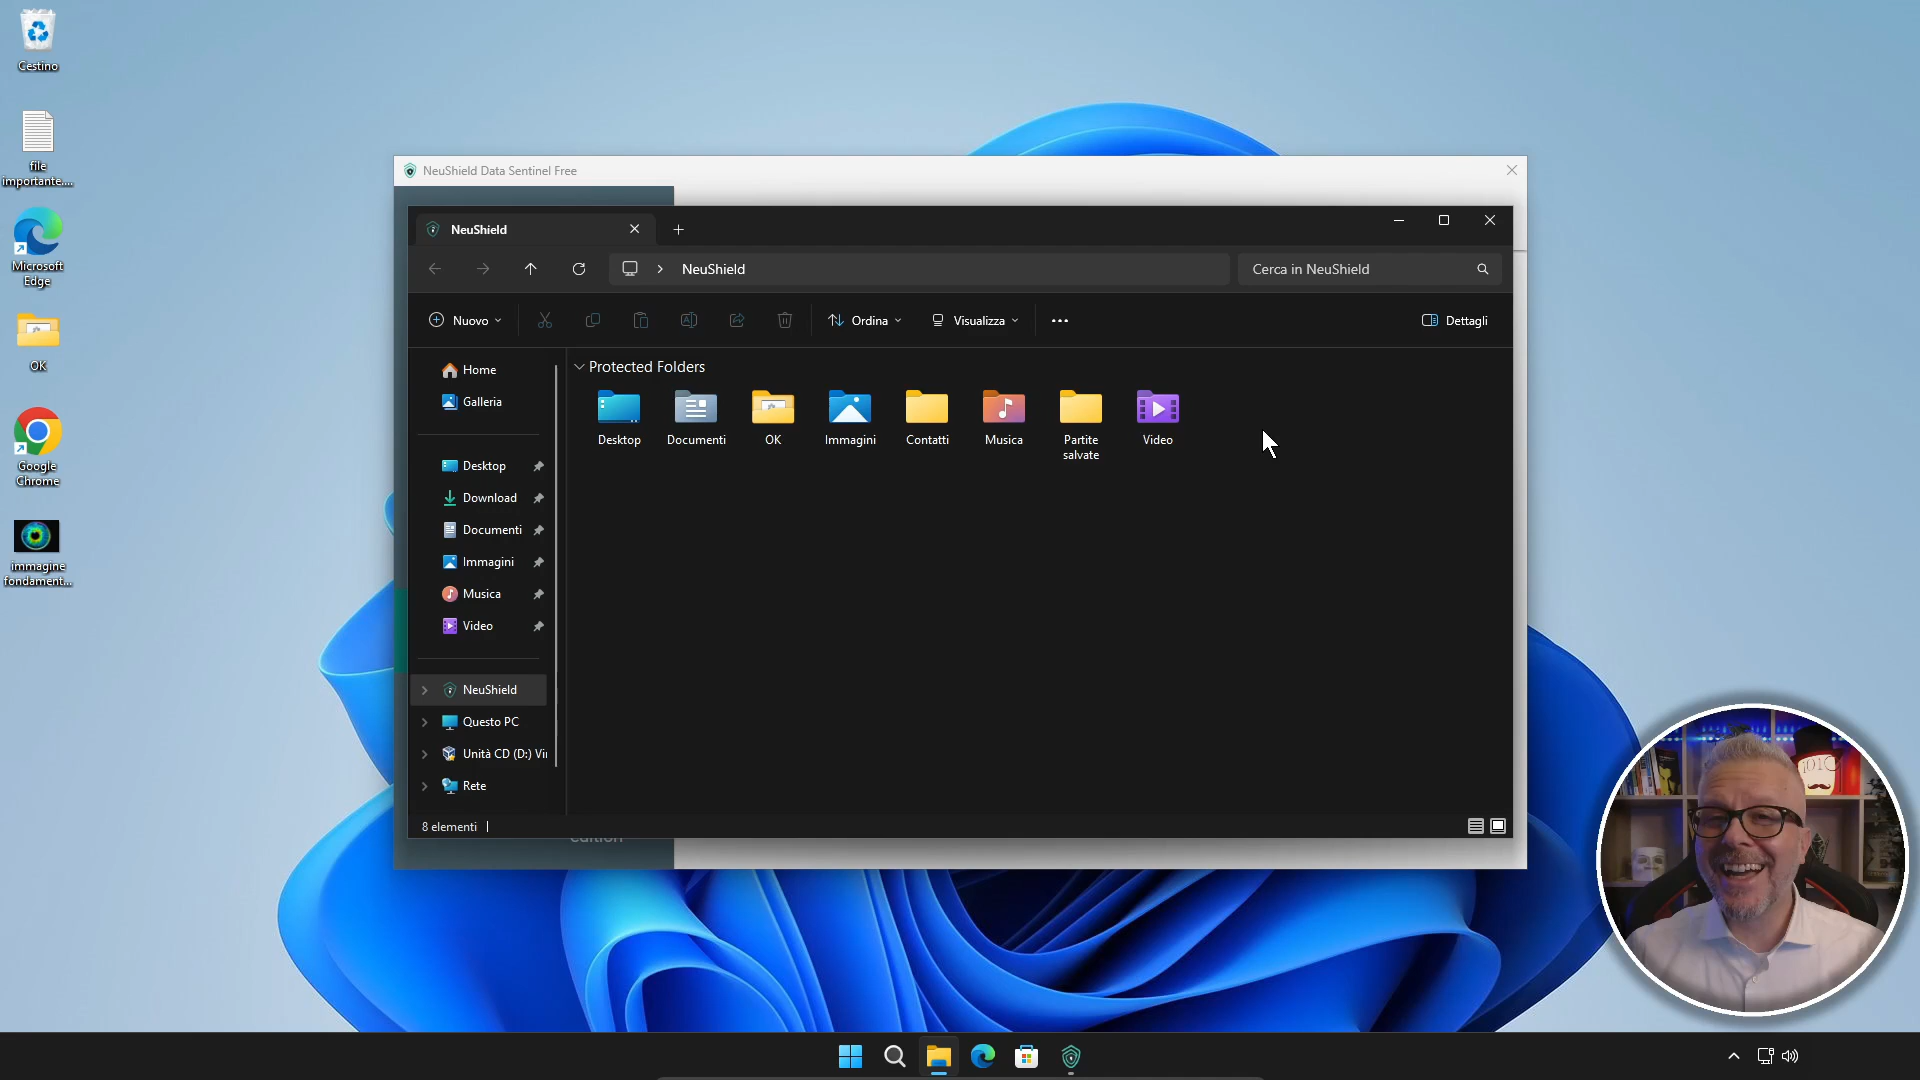 Cestino
file
importante....
Microsoft
Edge
OK
Google
Chrome
immagine
fondament...
NeuShield Data Sentinel Free
NeuShield
NeuShield
Cerca in NeuShield
Nuovo
Ordina
Visualizza
Dettagli
Home
Galleria
Desktop
Download
Documenti
Immagini
Musica
Video
NeuShield
Questo PC
Unità CD (D:) Vi
Rete
Protected Folders
Desktop
Documenti
OK
Immagini
Contatti
Musica
Partite
salvate
Video
8 elementi
edition